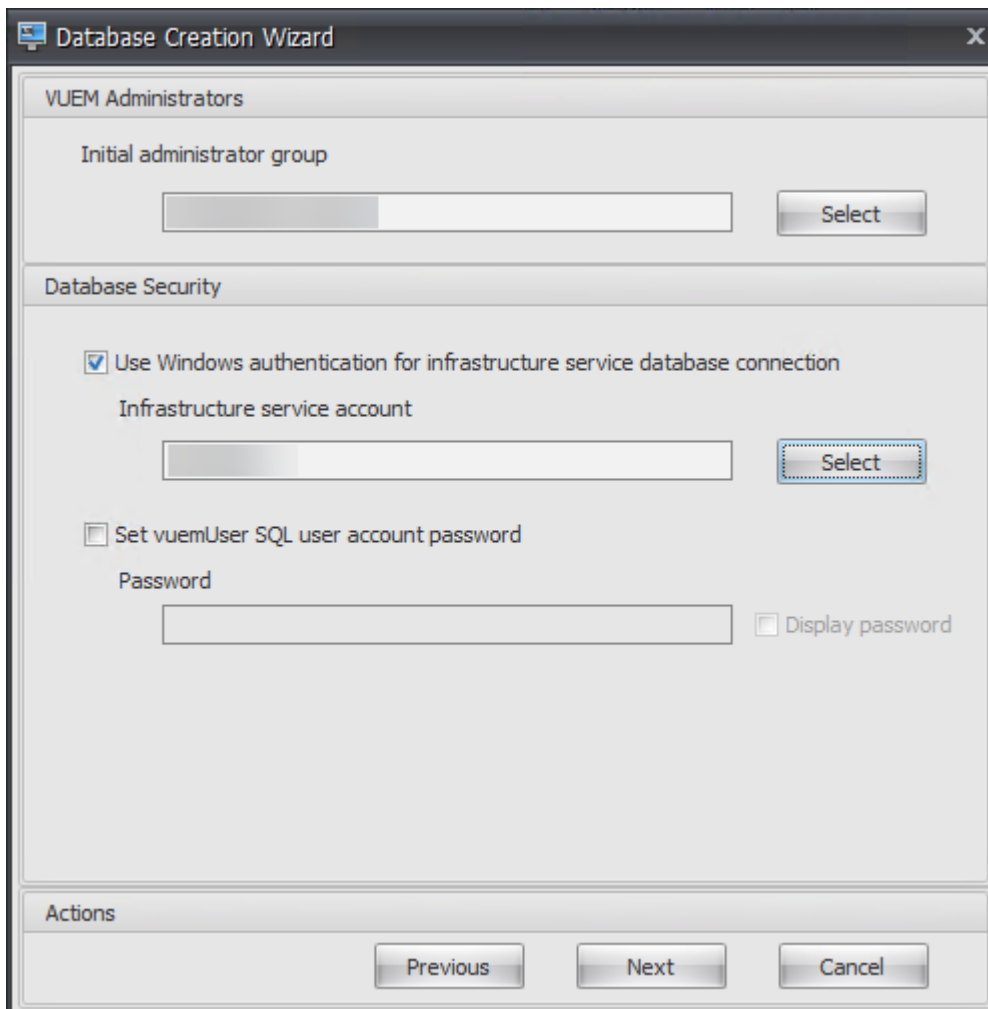 Database Creation Wizard
VUEM Administrators
Initial administrator group
Select
Database Security
Use Windows authentication for infrastructure service database connection
Infrastructure service account
Select
Set vuemUser SQL user account password
Password
Display password
Actions
Previous Next Cancel